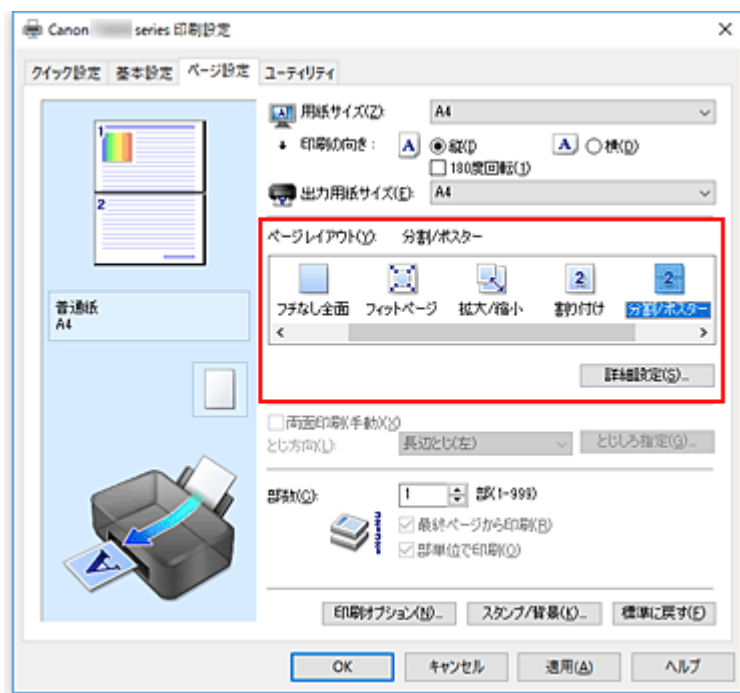 Canon series 印刷設定
クイック設定 基本設定 ページ設定 ユーティリティ
1
2
普通紙
A4
用紙サイズ(Z): A4
印刷の向き: A 縦(I) A 横(D)
180度回転(1)
出力用紙サイズ(E): A4
ページレイアウト(Y): 分割/ポスター
2 2
フチなし全面 フィットページ 拡大/縮小 割り付け 分割/ポスター
詳細設定(S)...
両面印刷(手動)(X)
とじ方向(L): 長辺とじ(左) とじしろ指定(G)...
部数(C): 1 部(1-999)
最終ページから印刷(R)
部単位で印刷(O)
A
印刷オプション(N)... スタンプ/背景(K)... 標準に戻す(F)
OK キャンセル 適用(A) ヘルプ